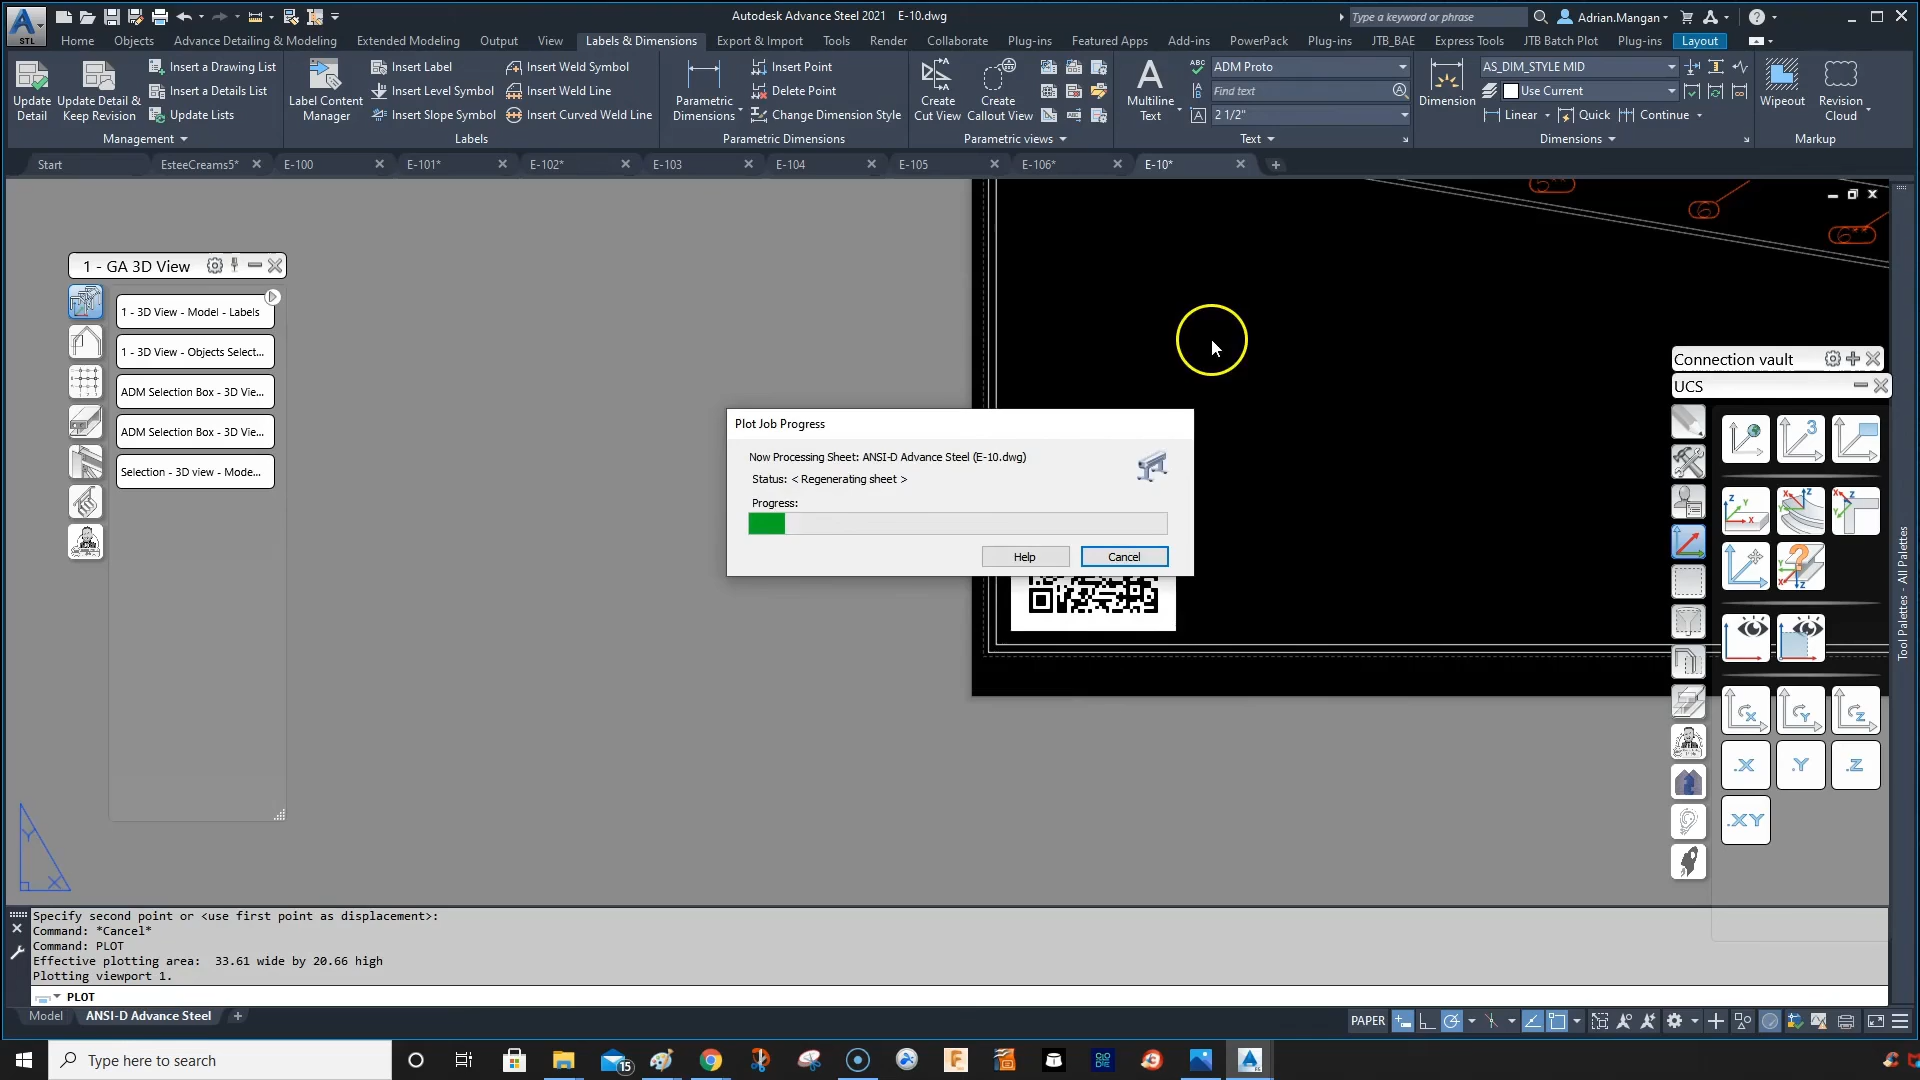 Autodesk Advance Steel 2021 E-10.dwg
Type a keyword or phrase
Adrian.Mangan
STL
Home Objects Advance Detailing & Modeling Extended Modeling Output View Labels & Dimensions Export & Import Tools Render Collaborate Plug-ins Featured Apps Add-ins PowerPack Plug-ins JTB_BAE Express Tools JTB Batch Plot Plug-ins Layout
Update Detail
Update Detail & Keep Revision
Insert a Drawing List
Insert a Details List
Update Lists
Management
Label Content Manager
Insert Label
Insert Level Symbol
Insert Slope Symbol
Insert Weld Symbol
Insert Weld Line
Insert Curved Weld Line
Labels
Parametric Dimensions
Insert Point
Delete Point
Change Dimension Style
Parametric Dimensions
Create Cut View
Create Callout View
Parametric views
Multiline Text
ABC
ADM Proto
Find text
2 1/2"
Text
Dimension
AS_DIM_STYLE MID
Use Current
Linear Quick Continue
Dimensions
Wipeout
Revision Cloud
Markup
Start EsteeCreams5* E-100 E-101* E-102* E-103 E-104 E-105 E-106* E-10*
1 - GA 3D View
1 - 3D View - Model - Labels
1 - 3D View - Objects Select...
ADM Selection Box - 3D Vie...
ADM Selection Box - 3D Vie...
Selection - 3D view - Mode...
Plot Job Progress
Now Processing Sheet: ANSI-D Advance Steel (E-10.dwg)
Status: < Regenerating sheet >
Progress:
Help Cancel
Connection vault
UCS
3
X Y Z
.X .Y .Z
.XY
Tool Palettes - All Palettes
Y
X
Specify second point or <use first point as displacement>:
Command: *Cancel*
Command: PLOT
Effective plotting area:  33.61 wide by 20.66 high
Plotting viewport 1.
PLOT
Model ANSI-D Advance Steel
PAPER
Type here to search
15